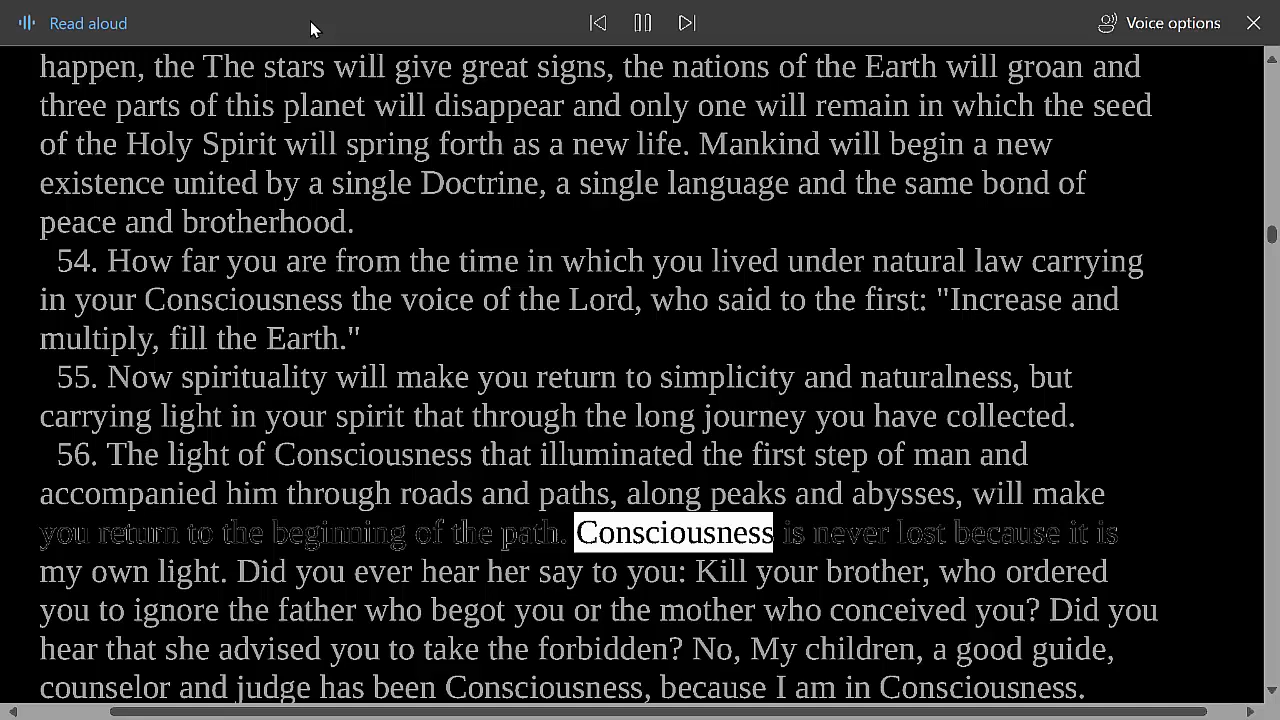 Read aloud
Voice options
happen, the The stars will give great signs, the nations of the Earth will groan and
three parts of this planet will disappear and only one will remain in which the seed
of the Holy Spirit will spring forth as a new life. Mankind will begin a new
existence united by a single Doctrine, a single language and the same bond of
peace and brotherhood.
54. How far you are from the time in which you lived under natural law carrying
in your Consciousness the voice of the Lord, who said to the first: "Increase and
multiply, fill the Earth."
55. Now spirituality will make you return to simplicity and naturalness, but
carrying light in your spirit that through the long journey you have collected.
56. The light of Consciousness that illuminated the first step of man and
accompanied him through roads and paths, along peaks and abysses, will make
you return to the beginning of the path. Consciousness is never lost because it is
my own light. Did you ever hear her say to you: Kill your brother, who ordered
you to ignore the father who begot you or the mother who conceived you? Did you
hear that she advised you to take the forbidden? No, My children, a good guide,
counselor and judge has been Consciousness, because I am in Consciousness.